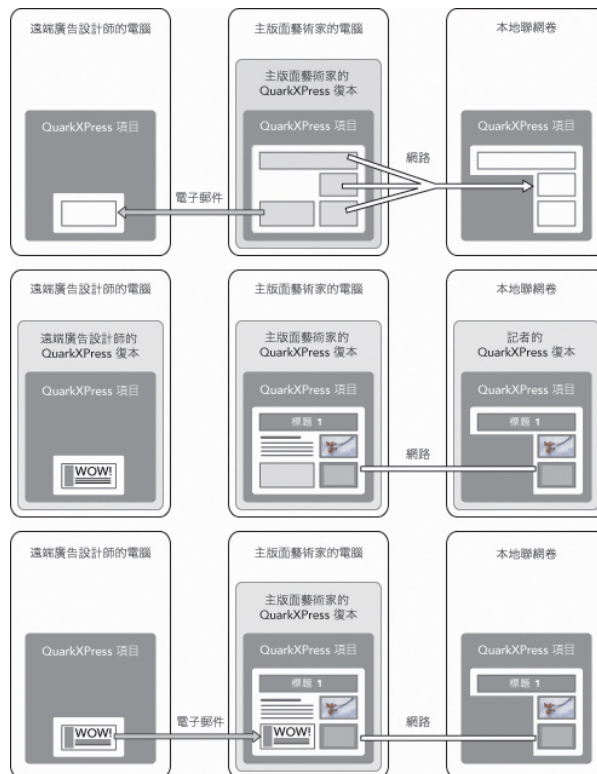 遠端廣告設計師的電腦
主版面藝術家的電腦
本地聯網卷
主版面藝術家的
QuarkXPress 復本
QuarkXPress 項目
QuarkXPress 項目
QuarkXPress 項目
網路
電子郵件
遠端廣告設計師的電腦
主版面藝術家的電腦
本地聯網卷
遠端廣告設計師的
QuarkXPress 復本
主版面藝術家的
QuarkXPress 復本
記者的
QuarkXPress 復本
QuarkXPress 項目
QuarkXPress 項目
QuarkXPress 項目
標題 1
標題 1
網路
WOW!
遠端廣告設計師的電腦
主版面藝術家的電腦
本地聯網卷
主版面藝術家的
QuarkXPress 復本
QuarkXPress 項目
QuarkXPress 項目
QuarkXPress 項目
標題 1
標題 1
電子郵件
網路
WOW!
WOW!